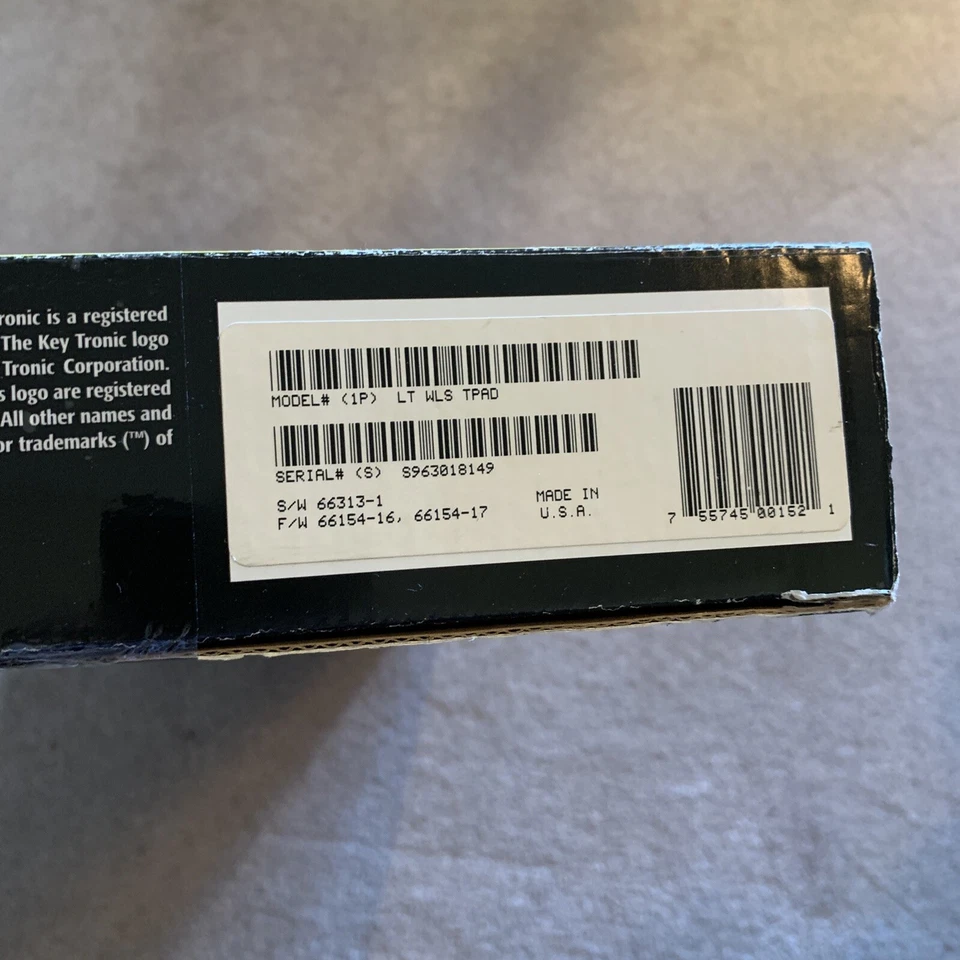 ronic is a registered
The Key Tronic logo
Tronic Corporation.
s logo are registered
All other names and
or trademarks (™) of
MODEL# (1P) LT WLS TPAD
SERIAL# (S) S963018149
S/W 66313-1
F/W 66154-16, 66154-17
MADE IN
U.S.A.
7 55745 00152 1